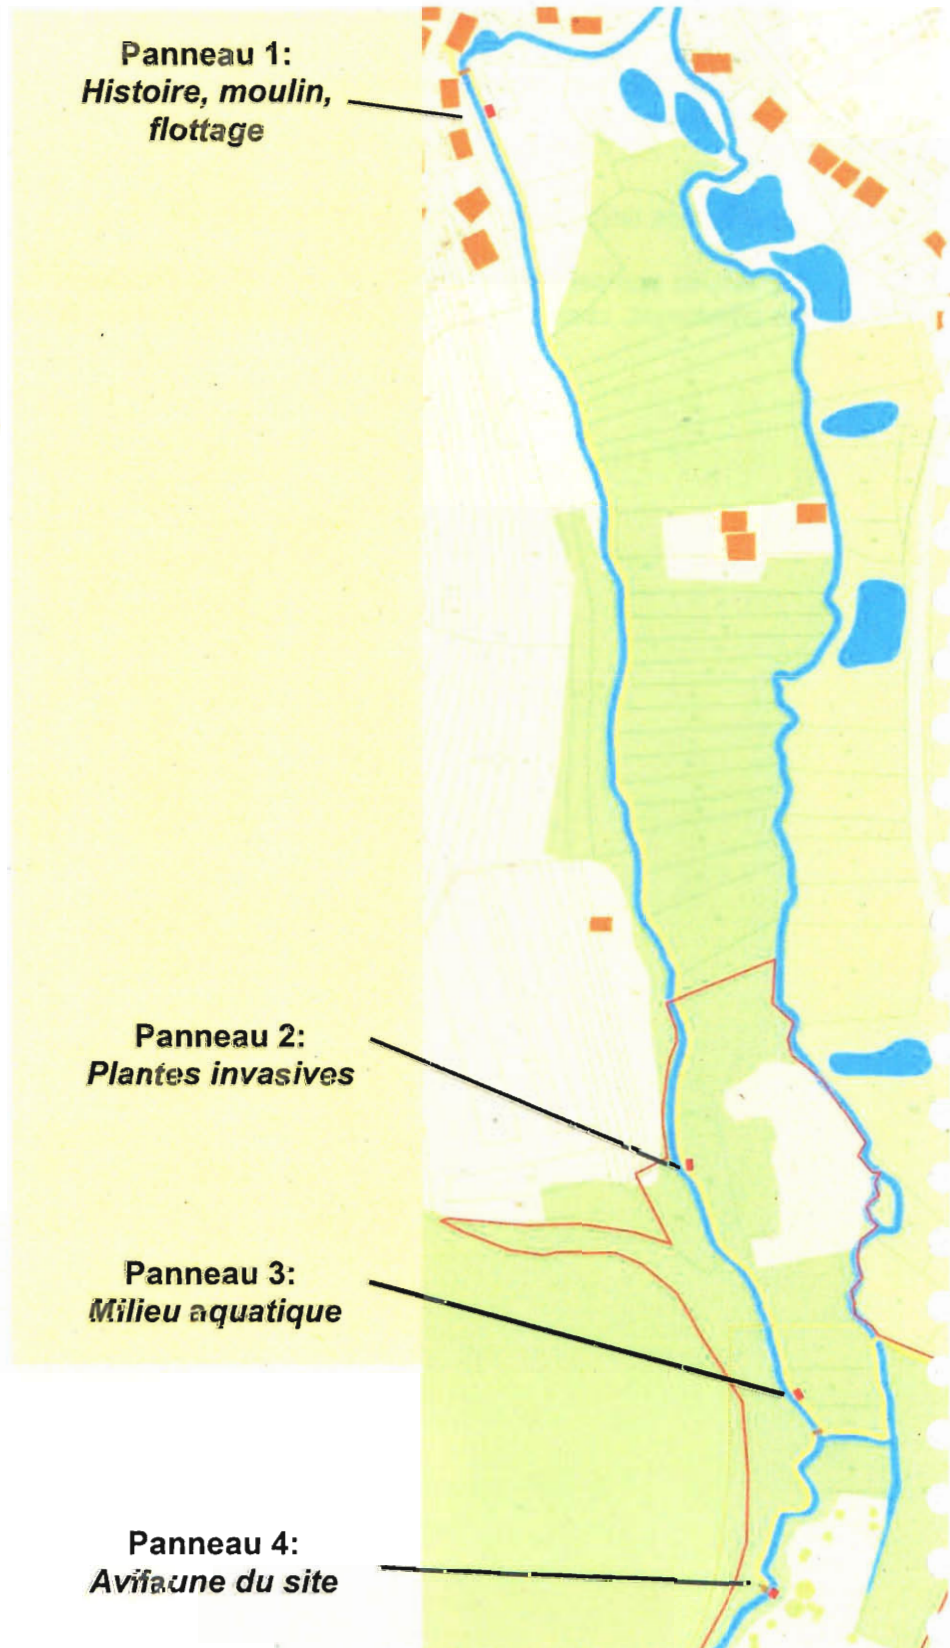 Panneau 1:
Histoire, moulin,
flottage
Panneau 2:
Plantes invasives
Panneau 3:
Milieu aquatique
Panneau 4:
Avifaune du site